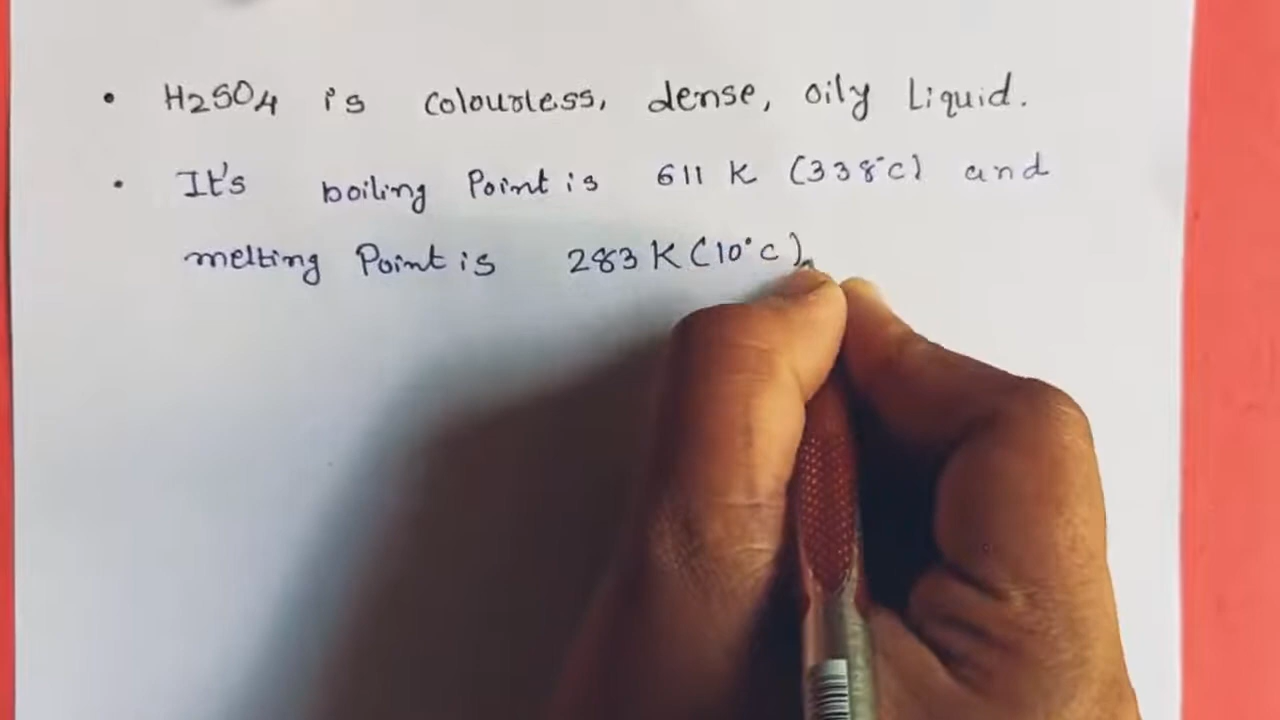 • H2SO4 is colourless, dense, oily Liquid.
• It's boiling Point is 611 K (338°C) and
melting Point is 283 K (10°C)